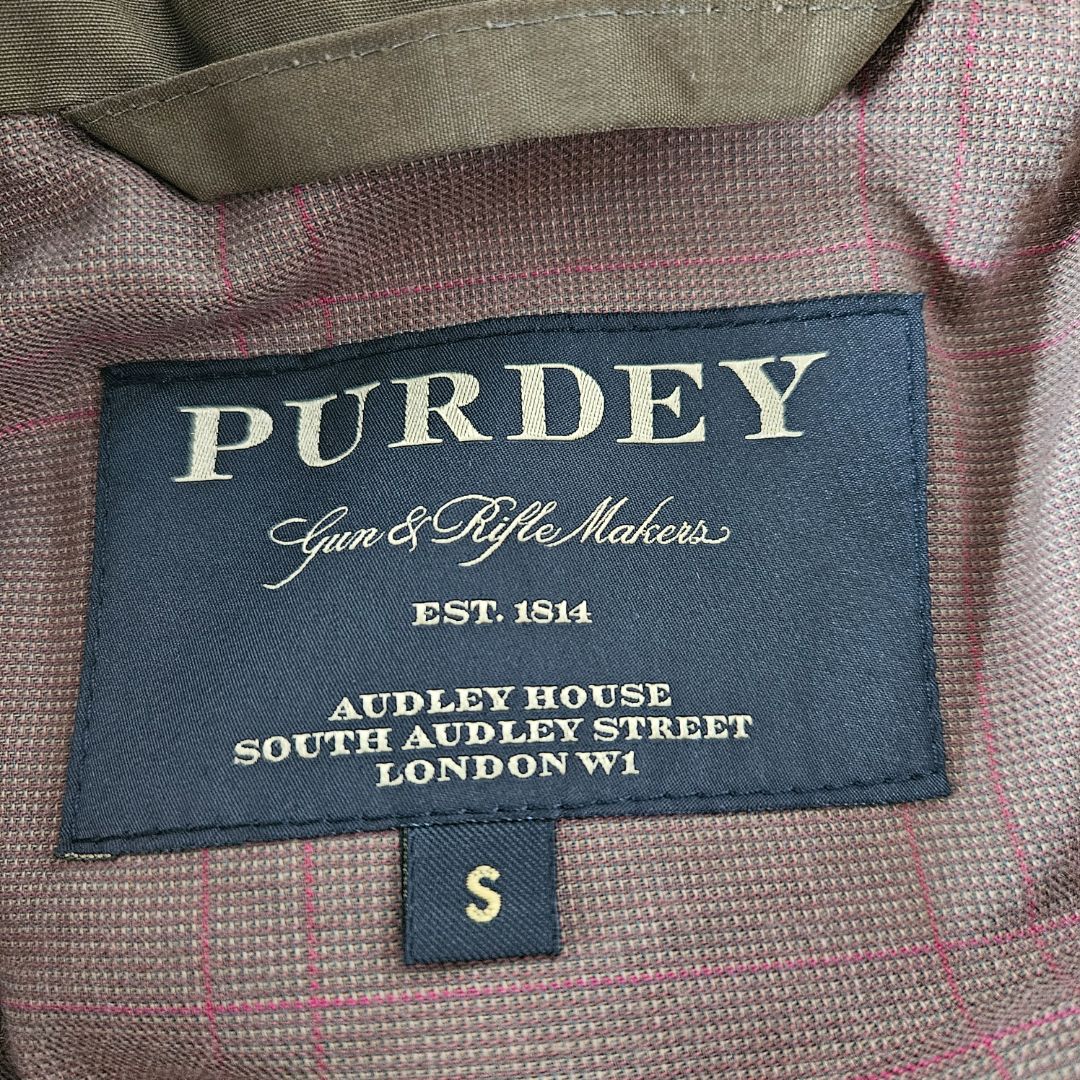 PURDEY
Gun & Rifle Makers
EST. 1814
AUDLEY HOUSE
SOUTH AUDLEY STREET
LONDON W1
S